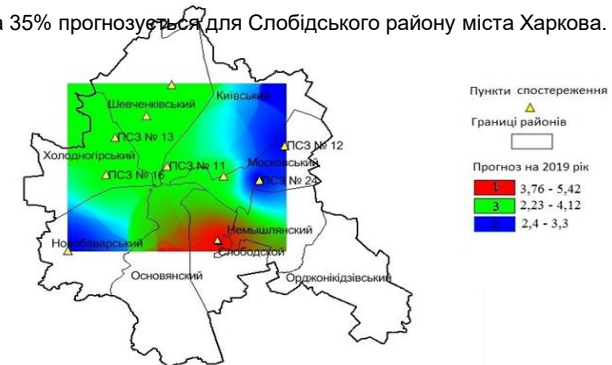 а 35% прогнозується для Слобідського району міста Харкова.
Київський
Шевченківський
ПСЗ № 13
ПСЗ № 12
Холодногірський
ПСЗ № 11
Московський
ПСЗ № 16
ПСЗ № 24
Немышлянский
Новобаварський
Слободской
Основянский
Орджонікідзівський
Пункти спостереження
Границі районів
Прогноз на 2019 рік
1 3,76 - 5,42
3 2,23 - 4,12
2,4 - 3,3